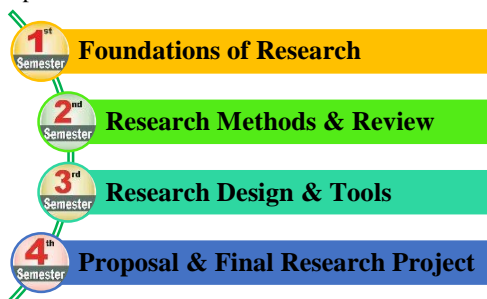 1st
Semester
Foundations of Research
2nd
Semester
Research Methods & Review
3rd
Semester
Research Design & Tools
4th
Semester
Proposal & Final Research Project